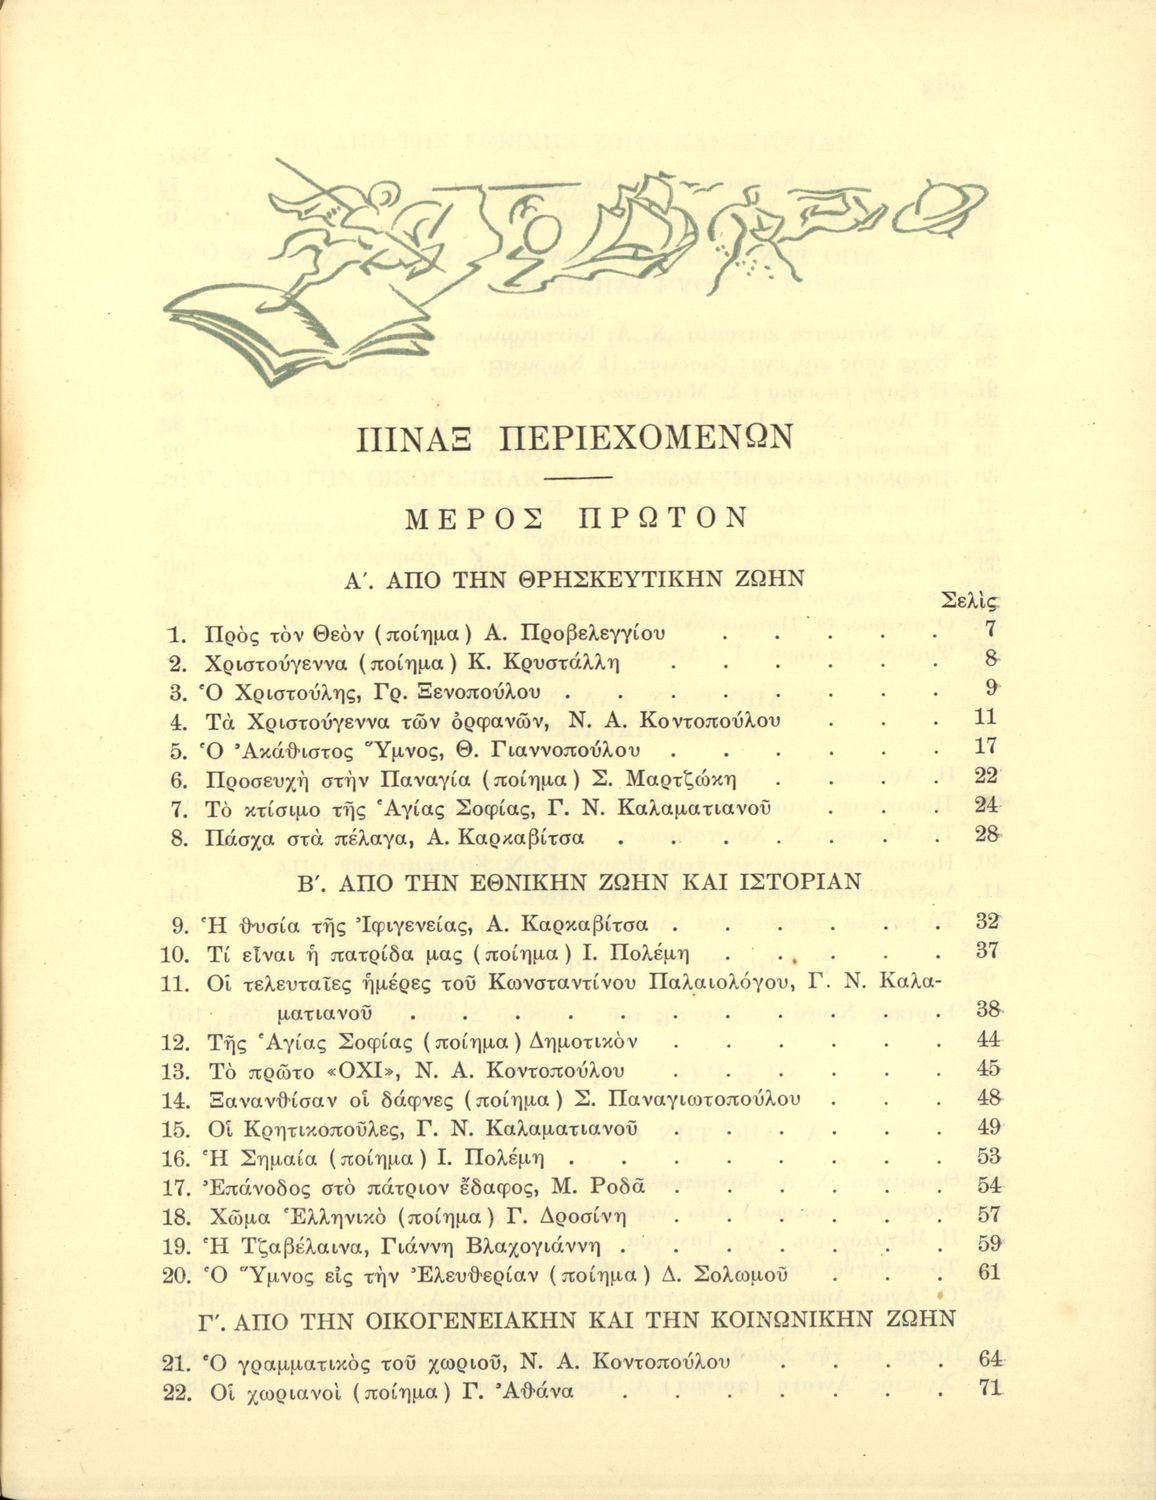 ΠΙΝΑΞ ΠΕΡΙΕΧΟΜΕΝΩΝ
ΜΕΡΟΣ ΠΡΩΤΟΝ
Α΄. ΑΠΟ ΤΗΝ ΘΡΗΣΚΕΥΤΙΚΗΝ ΖΩΗΝ
Σελὶς
1. Πρὸς τὸν Θεὸν (ποίημα) Α. Προβελεγγίου . . . . . 7
2. Χριστούγεννα (ποίημα) Κ. Κρυστάλλη . . . . . . 8
3. Ὁ Χριστούλης, Γρ. Ξενοπούλου . . . . . . . . 9
4. Τὰ Χριστούγεννα τῶν ὀρφανῶν, Ν. Α. Κοντοπούλου . . . 11
5. Ὁ Ἀκάθιστος Ὕμνος, Θ. Γιαννοπούλου . . . . . . 17
6. Προσευχὴ στὴν Παναγία (ποίημα) Σ. Μαρτζώκη . . . . 22
7. Τὸ κτίσιμο τῆς Ἁγίας Σοφίας, Γ. Ν. Καλαματιανοῦ . . . 24
8. Πάσχα στὰ πέλαγα, Α. Καρκαβίτσα . . . . . . . 28
Β΄. ΑΠΟ ΤΗΝ ΕΘΝΙΚΗΝ ΖΩΗΝ ΚΑΙ ΙΣΤΟΡΙΑΝ
9. Ἡ θυσία τῆς Ἰφιγενείας, Α. Καρκαβίτσα . . . . . . 32
10. Τί εἶναι ἡ πατρίδα μας (ποίημα) Ι. Πολέμη . . . . . 37
11. Οἱ τελευταῖες ἡμέρες τοῦ Κωνσταντίνου Παλαιολόγου, Γ. Ν. Καλα-
ματιανοῦ . . . . . . . . . . . 38
12. Τῆς Ἁγίας Σοφίας (ποίημα) Δημοτικὸν . . . . . . 44
13. Τὸ πρῶτο «ΟΧΙ», Ν. Α. Κοντοπούλου . . . . . . 45
14. Ξανανθίσαν οἱ δάφνες (ποίημα) Σ. Παναγιωτοπούλου . . . 48
15. Οἱ Κρητικοποῦλες, Γ. Ν. Καλαματιανοῦ . . . . . . 49
16. Ἡ Σημαία (ποίημα) Ι. Πολέμη . . . . . . . . 53
17. Ἐπάνοδος στὸ πάτριον ἔδαφος, Μ. Ροδᾶ . . . . . . 54
18. Χῶμα Ἑλληνικὸ (ποίημα) Γ. Δροσίνη . . . . . . 57
19. Ἡ Τζαβέλαινα, Γιάννη Βλαχογιάννη . . . . . . . 59
20. Ὁ Ὕμνος εἰς τὴν Ἐλευθερίαν (ποίημα) Δ. Σολωμοῦ . . . 61
Γ΄. ΑΠΟ ΤΗΝ ΟΙΚΟΓΕΝΕΙΑΚΗΝ ΚΑΙ ΤΗΝ ΚΟΙΝΩΝΙΚΗΝ ΖΩΗΝ
21. Ὁ γραμματικὸς τοῦ χωριοῦ, Ν. Α. Κοντοπούλου . . . . 64
22. Οἱ χωριανοὶ (ποίημα) Γ. Ἀθάνα . . . . . . . 71